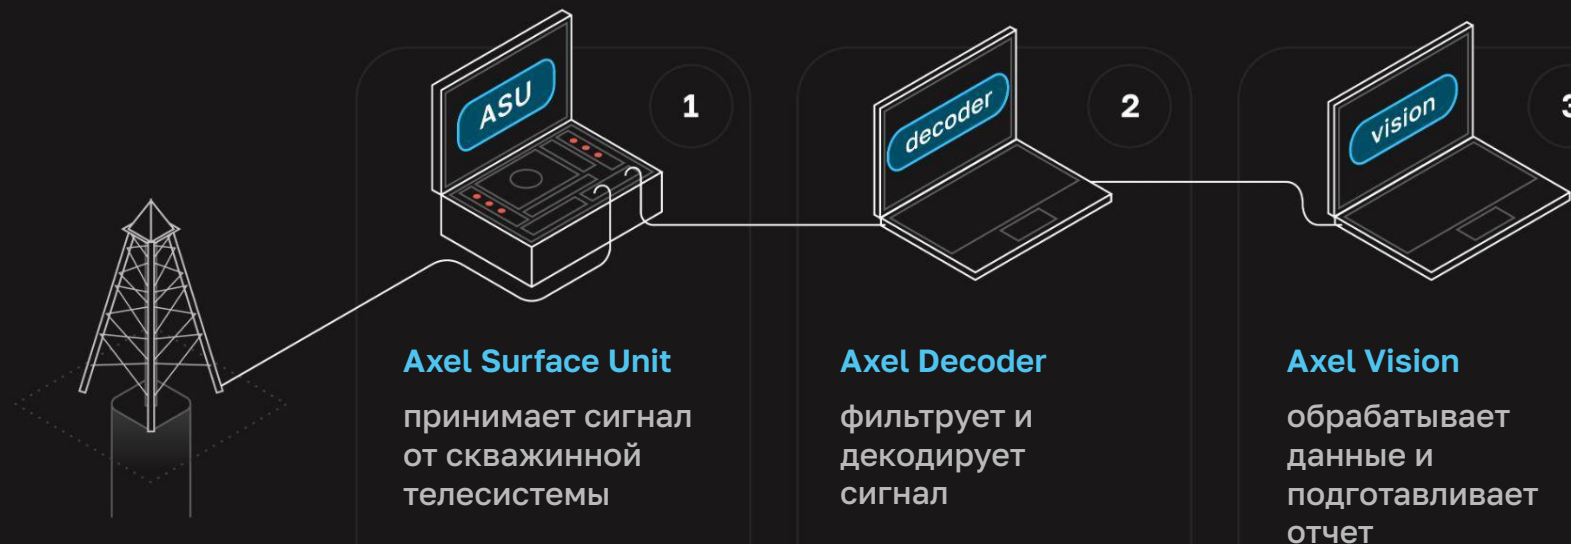 ASU
1
decoder
2
vision
3
Axel Surface Unit
принимает сигнал
от скважинной
телесистемы
Axel Decoder
фильтрует и
декодирует
сигнал
Axel Vision
обрабатывает
данные и
подготавливает
отчет